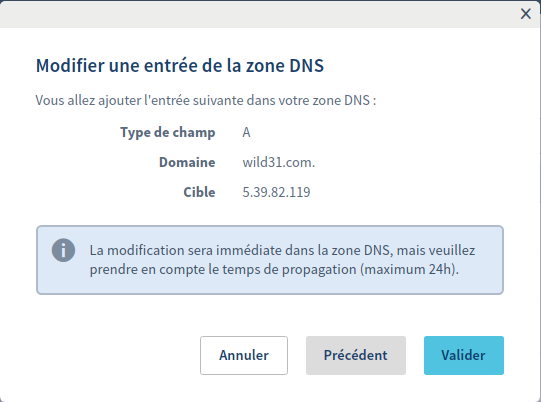 Modifier une entrée de la zone DNS
Vous allez ajouter l'entrée suivante dans votre zone DNS :
Type de champ A
Domaine wild31.com.
Cible 5.39.82.119
La modification sera immédiate dans la zone DNS, mais veuillez
prendre en compte le temps de propagation (maximum 24h).
Annuler Précédent Valider